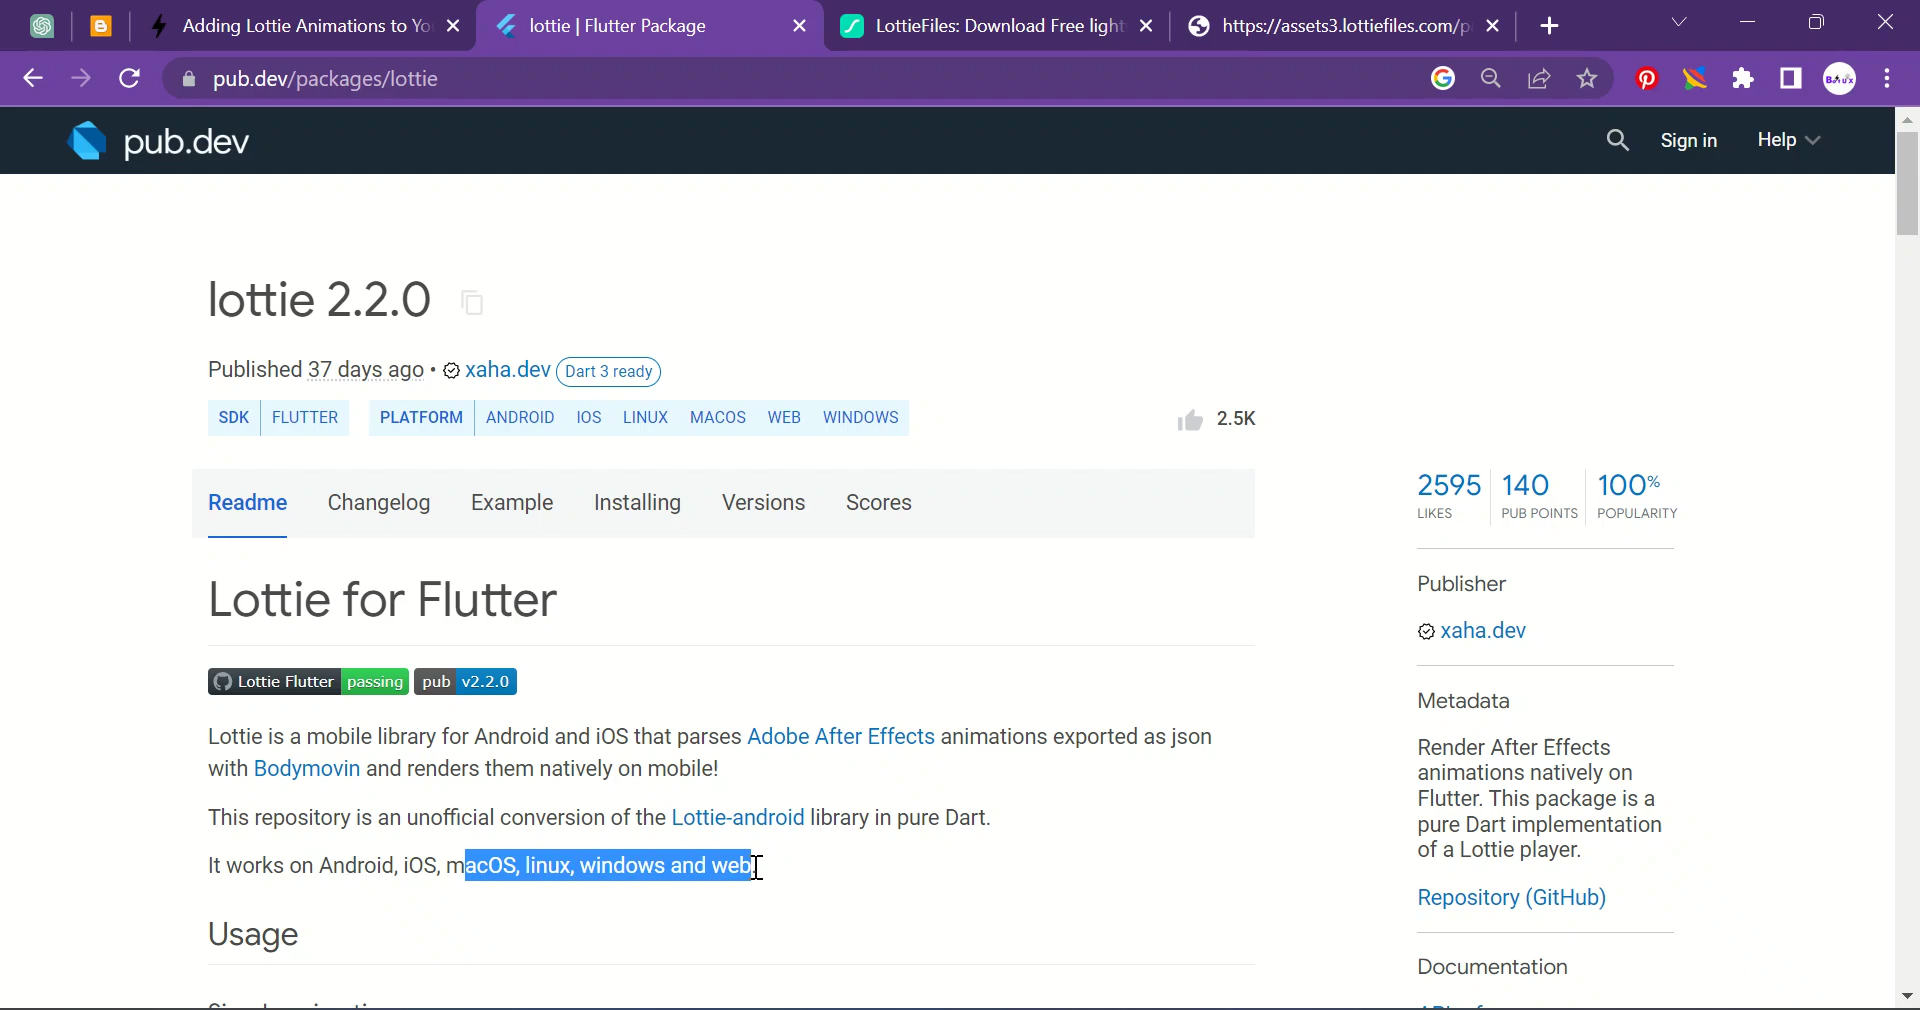 Adding Lottie Animations to Yo
lottie | Flutter Package
LottieFiles: Download Free light
https://assets3.lottiefiles.com/p
pub.dev/packages/lottie
pub.dev
Sign in
Help
lottie 2.2.0
Published 37 days ago • xaha.dev Dart 3 ready
SDK FLUTTER PLATFORM ANDROID IOS LINUX MACOS WEB WINDOWS
2.5K
Readme Changelog Example Installing Versions Scores
2595 140 100%
LIKES PUB POINTS POPULARITY
Lottie for Flutter
Lottie Flutter passing pub v2.2.0
Lottie is a mobile library for Android and iOS that parses Adobe After Effects animations exported as json
with Bodymovin and renders them natively on mobile!
This repository is an unofficial conversion of the Lottie-android library in pure Dart.
It works on Android, iOS, macOS, linux, windows and web.
Usage
Publisher
xaha.dev
Metadata
Render After Effects
animations natively on
Flutter. This package is a
pure Dart implementation
of a Lottie player.
Repository (GitHub)
Documentation